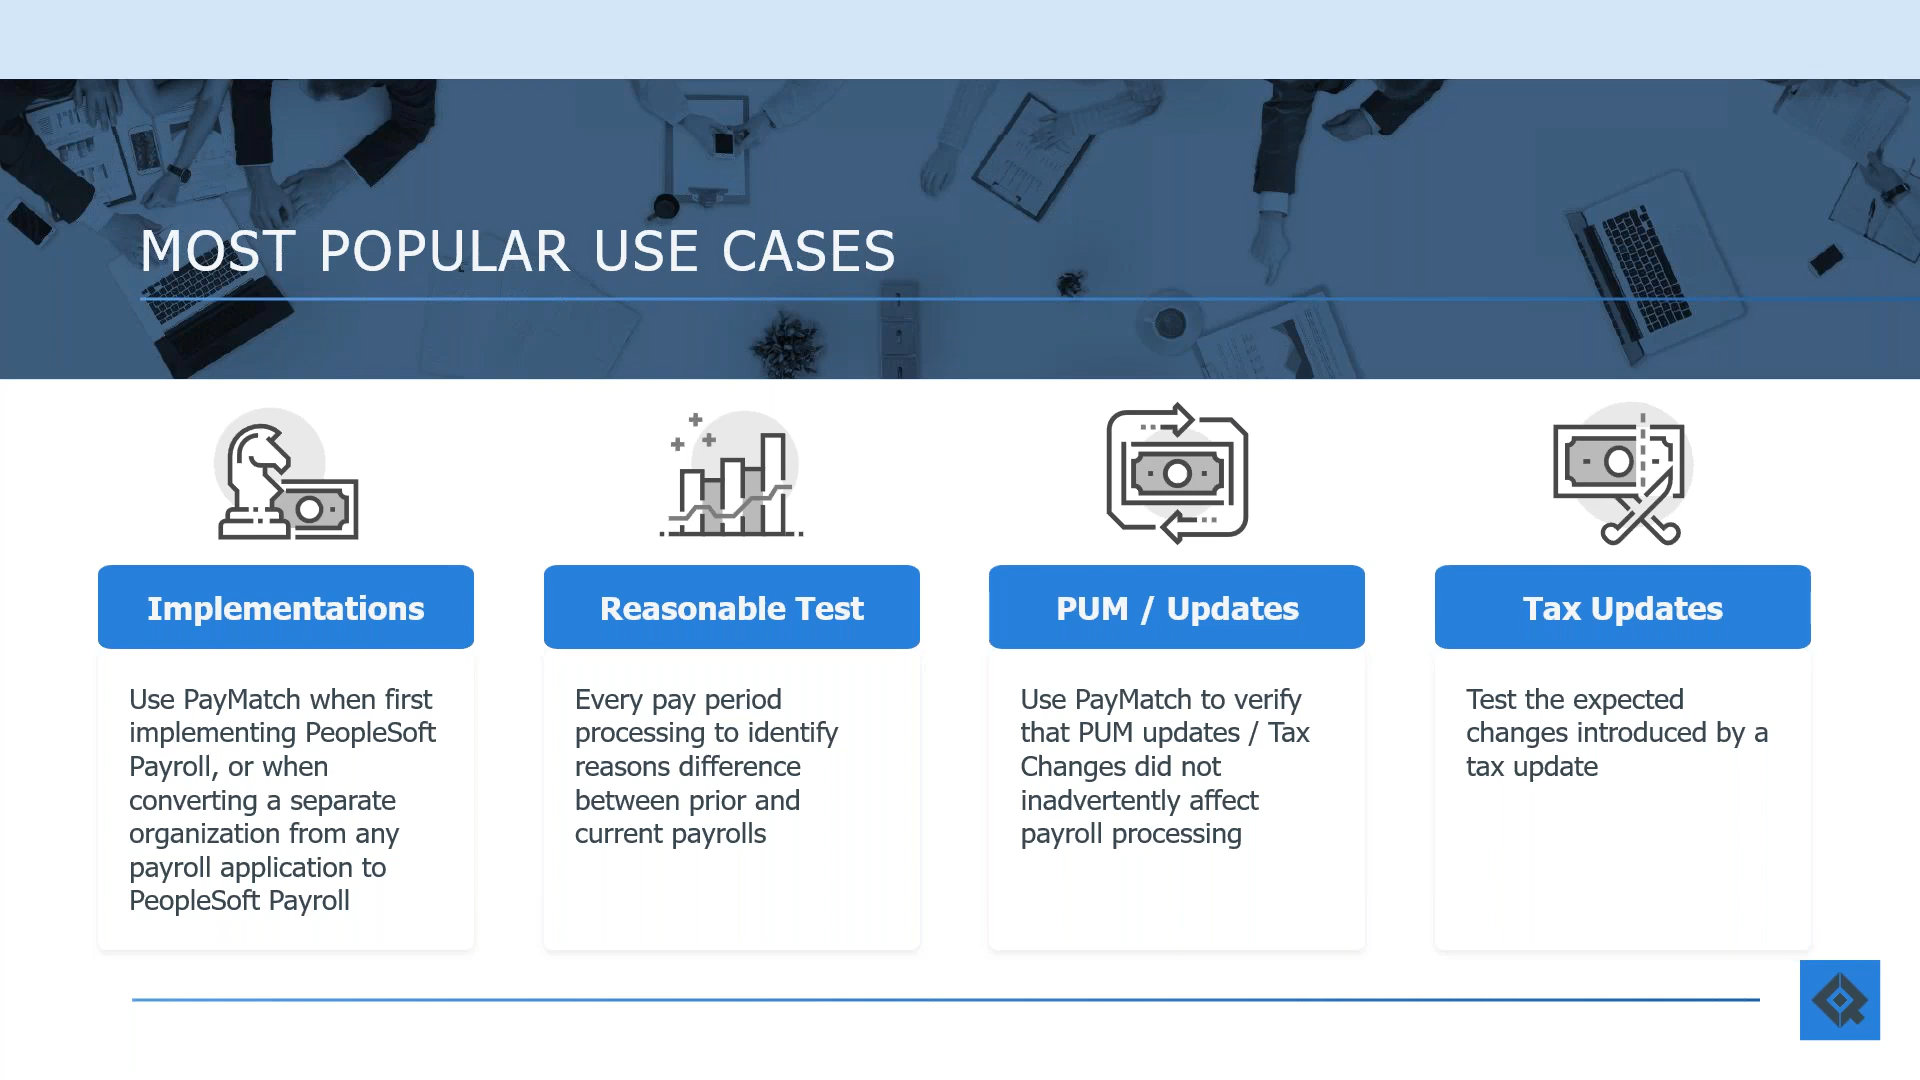 MOST POPULAR USE CASES
Implementations
Use PayMatch when first
implementing PeopleSoft
Payroll, or when
converting a separate
organization from any
payroll application to
PeopleSoft Payroll
Reasonable Test
Every pay period
processing to identify
reasons difference
between prior and
current payrolls
PUM / Updates
Use PayMatch to verify
that PUM updates / Tax
Changes did not
inadvertently affect
payroll processing
Tax Updates
Test the expected
changes introduced by a
tax update